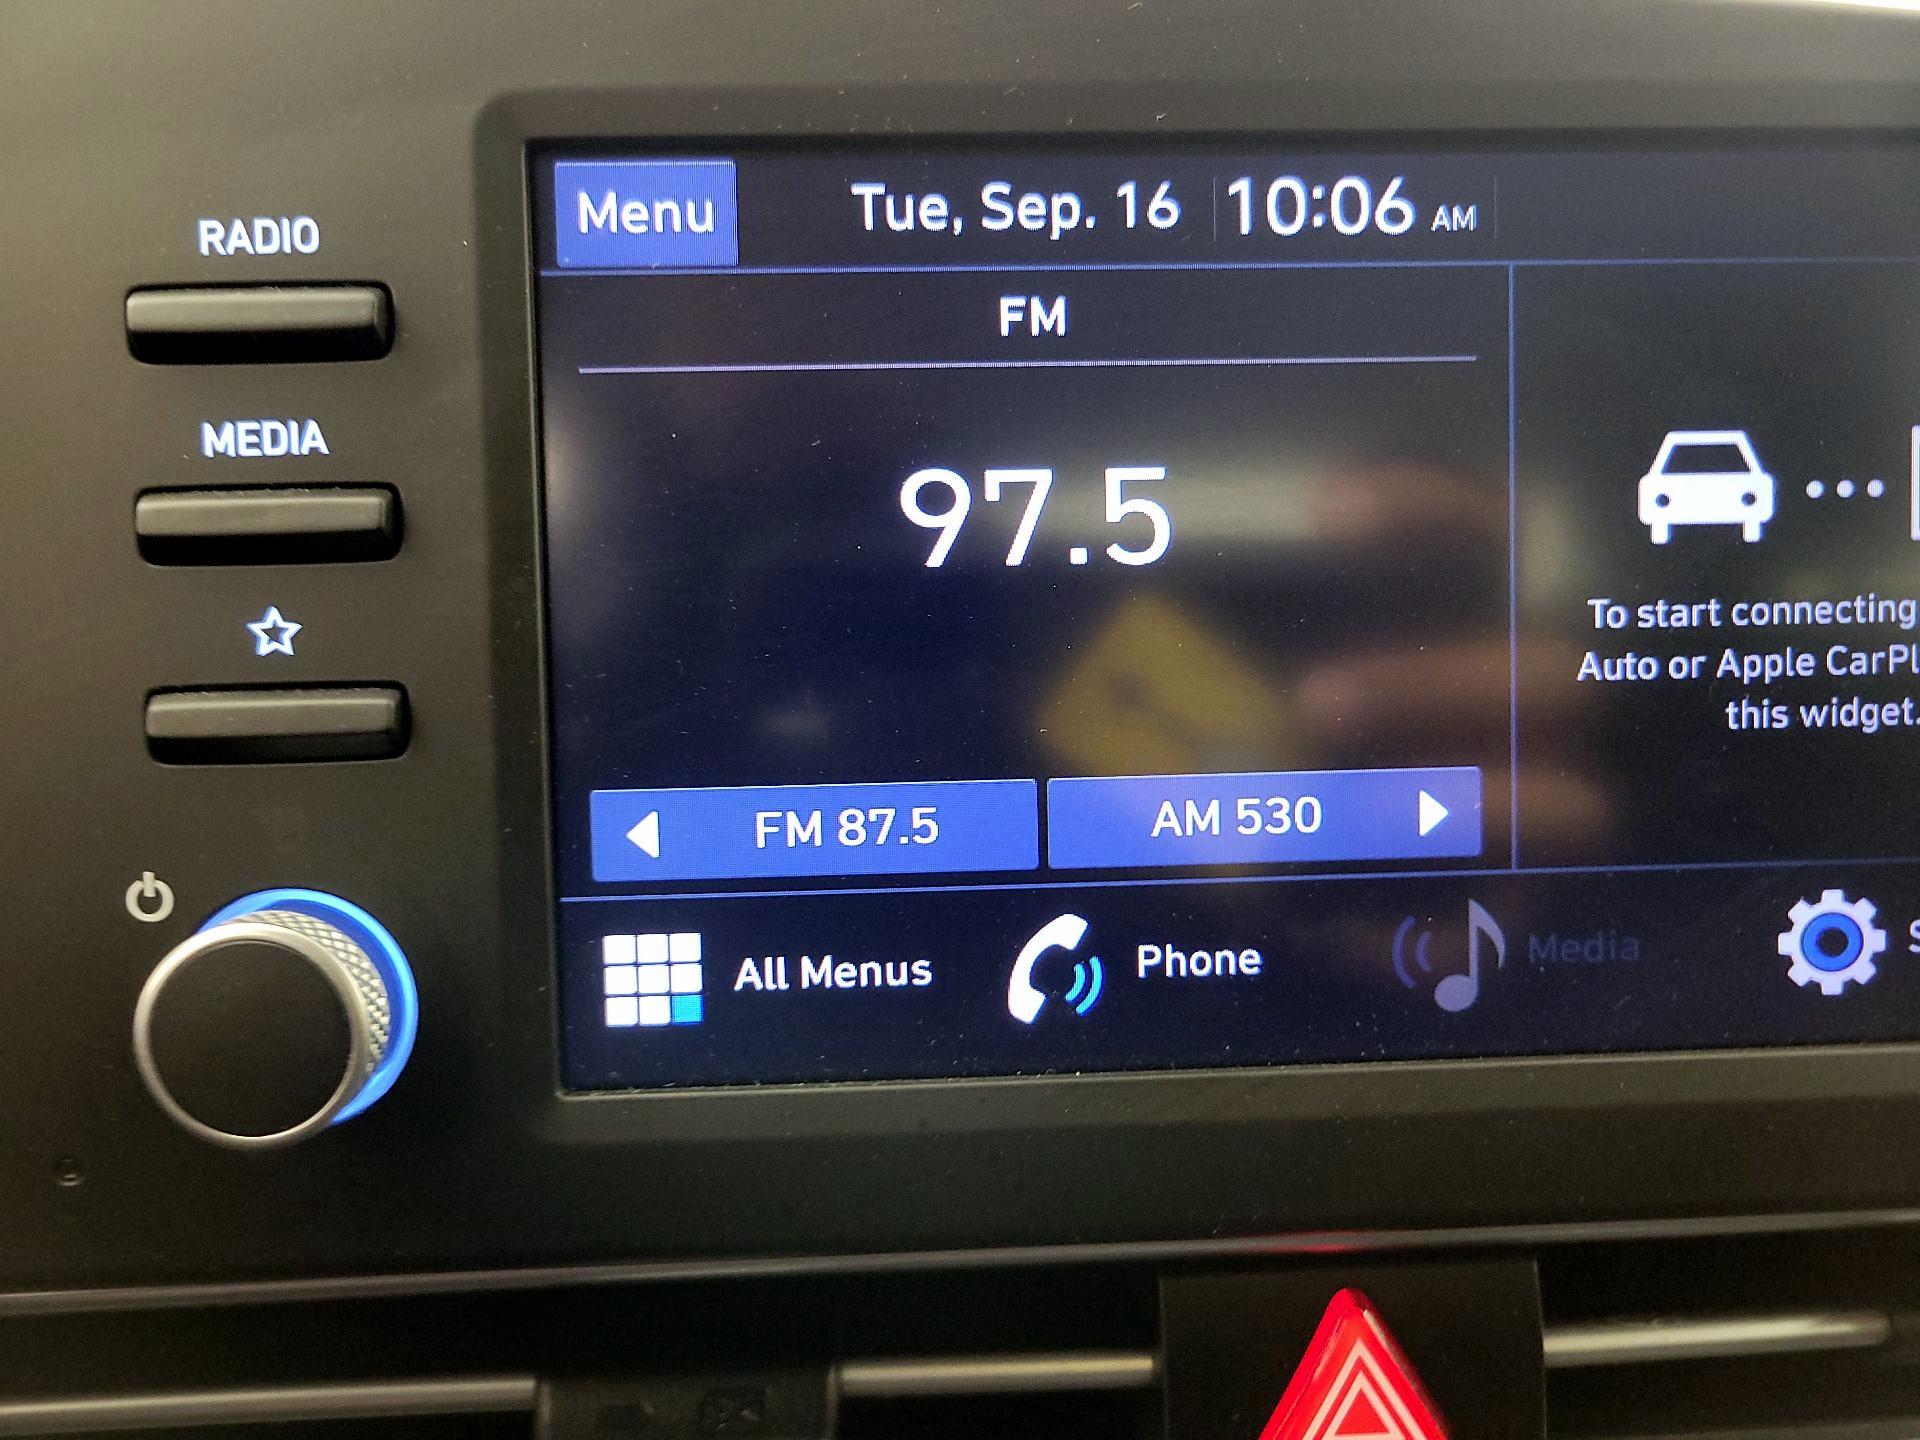 RADIO
MEDIA
Menu
Tue, Sep. 16
10:06 AM
FM
97.5
FM 87.5
AM 530
To start connecting
Auto or Apple
this widget.
All Menus
Phone
Media